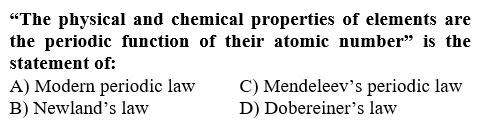 “The physical and chemical properties of elements are
the periodic function of their atomic number” is the
statement of:
A) Modern periodic law C) Mendeleev’s periodic law
B) Newland’s law D) Dobereiner’s law